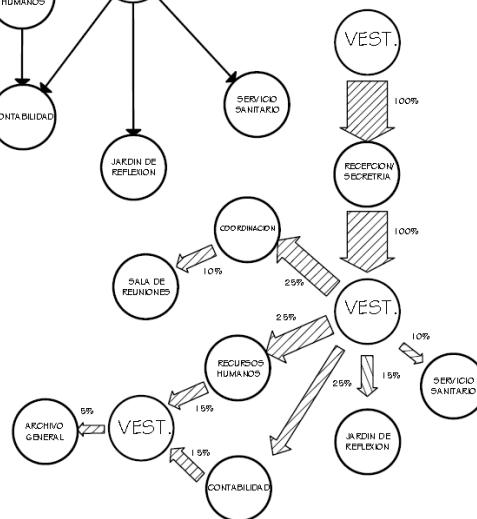 HUMANOS
CONTABILIDAD
SERVICIO
SANITARIO
JARDIN DE
REFLEXION
VEST.
100%
RECEPCION/
SECRETRIA
100%
COORDINACION
10%
SALA DE
REUNIONES
25%
VEST.
25%
10%
RECURSOS
HUMANOS
25%
15%
SERVICIO
SANITARIO
15%
5%
ARCHIVO
GENERAL
VEST.
JARDIN DE
REFLEXION
15%
CONTABILIDAD